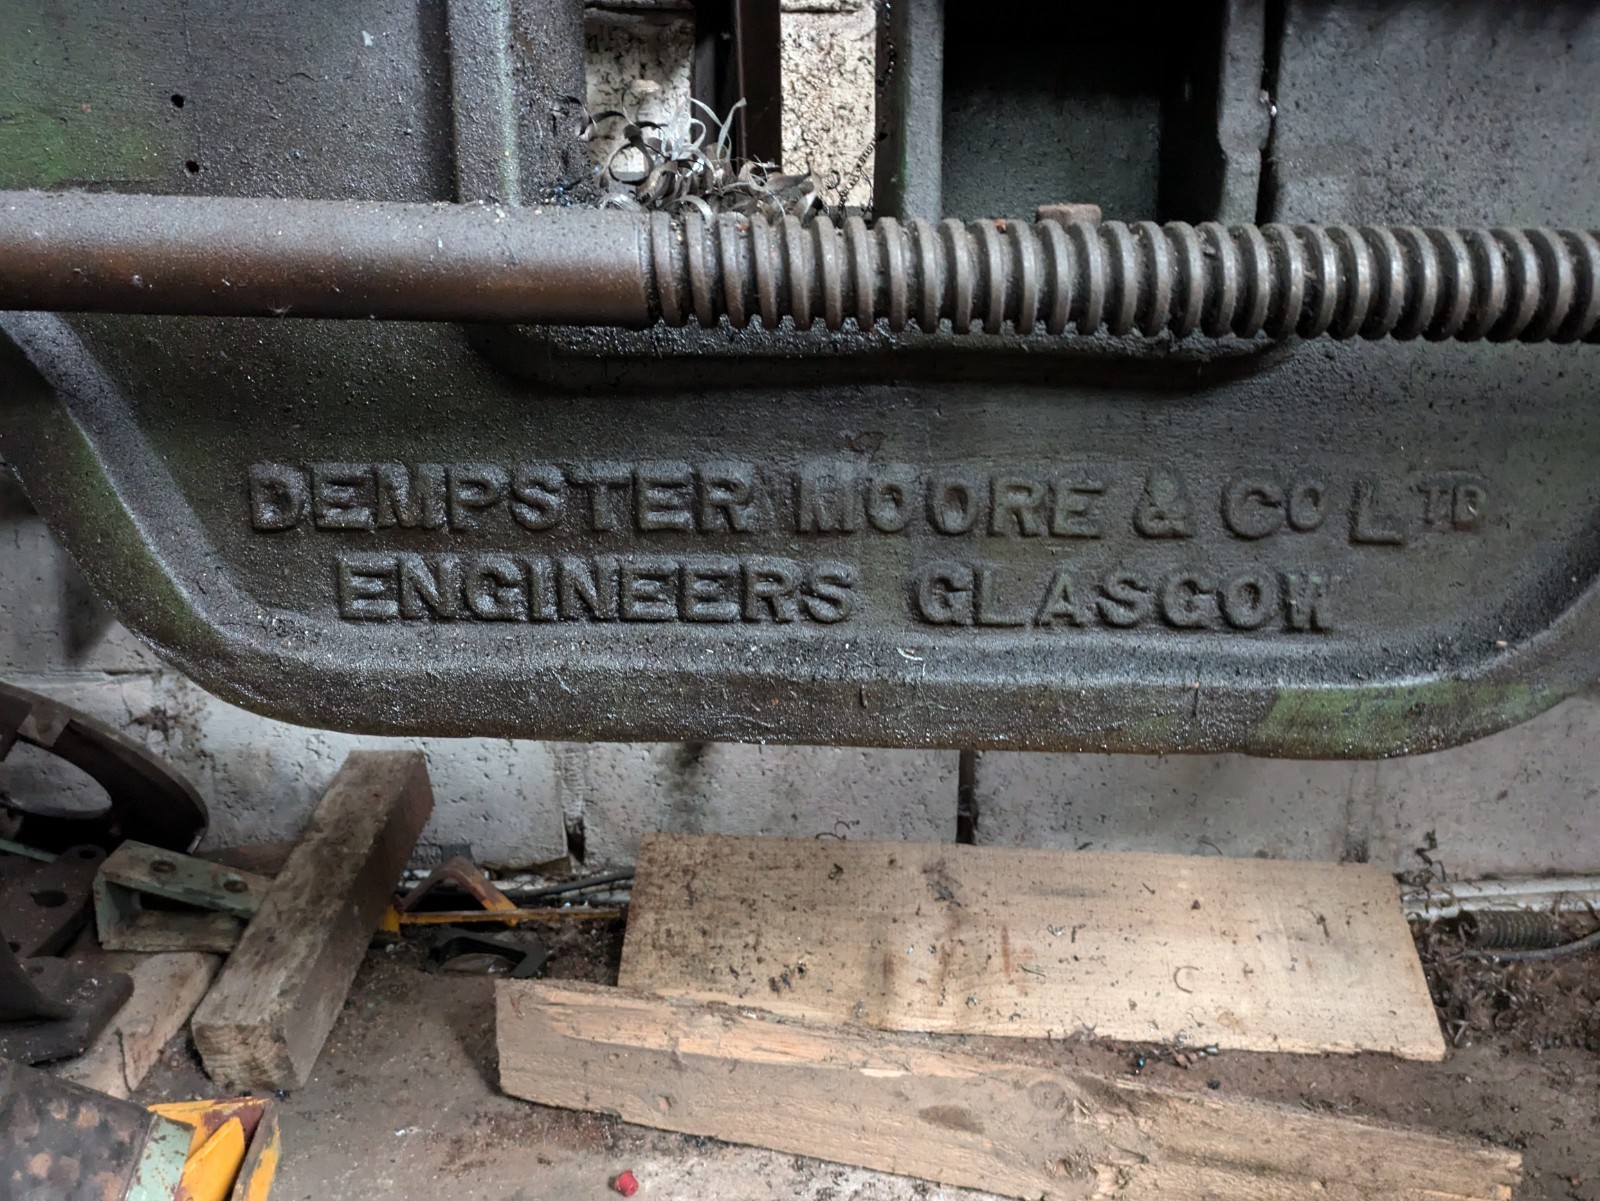 DEMPSTER MOORE & CO LTD
ENGINEERS GLASGOW